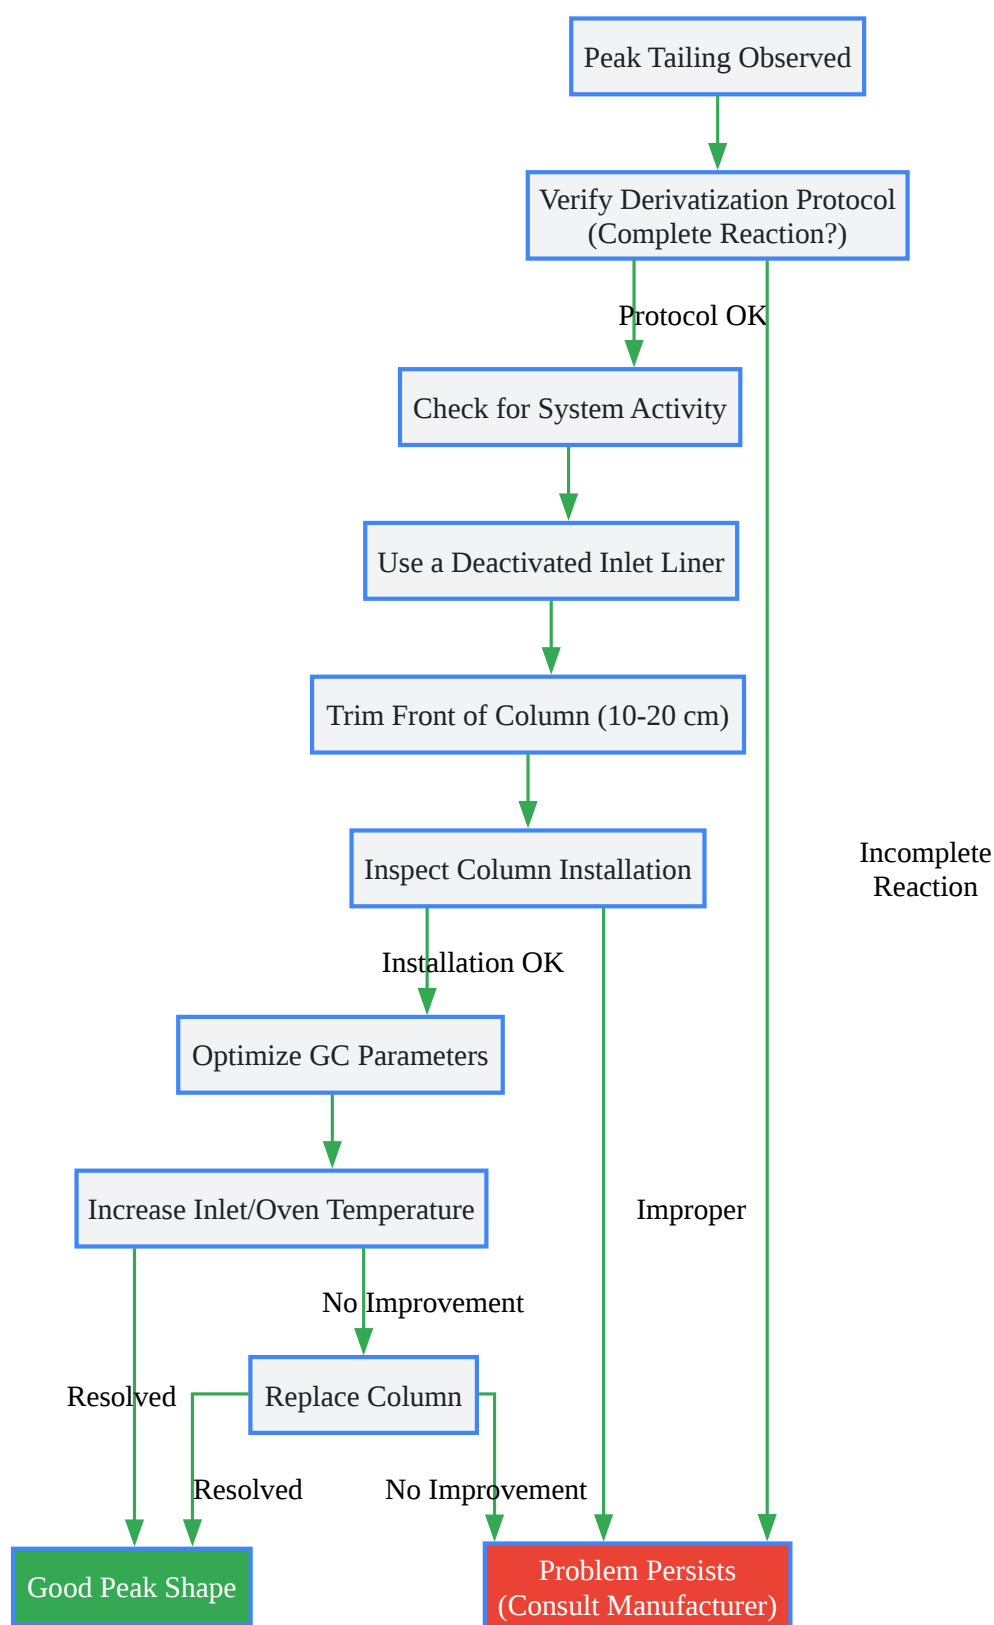 Peak Tailing Observed
Verify Derivatization Protocol
(Complete Reaction?)
Protocol OK
Check for System Activity
Use a Deactivated Inlet Liner
Trim Front of Column (10-20 cm)
Inspect Column Installation
Incomplete
Reaction
Installation OK
Optimize GC Parameters
Increase Inlet/Oven Temperature
Improper
No Improvement
Resolved
Replace Column
Resolved
No Improvement
Good Peak Shape
Problem Persists
(Consult Manufacturer)